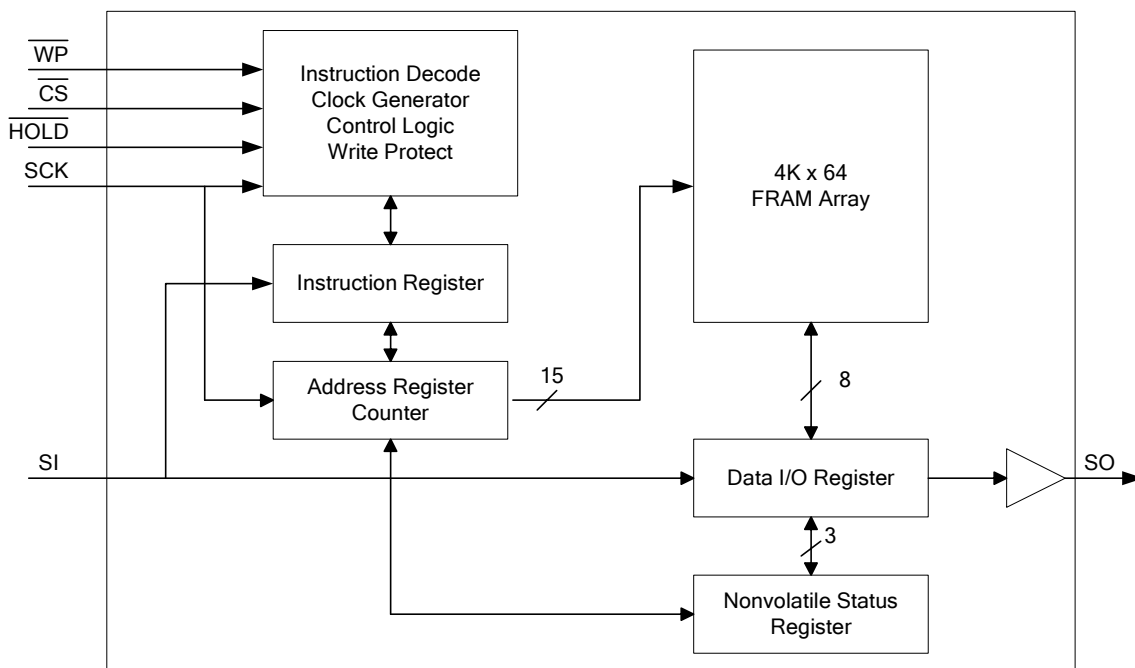 WP
CS
HOLD
SCK
Instruction Decode
Clock Generator
Control Logic
Write Protect
4K x 64
FRAM Array
Instruction Register
Address Register
Counter
15
8
SI
Data I/O Register
SO
3
Nonvolatile Status
Register